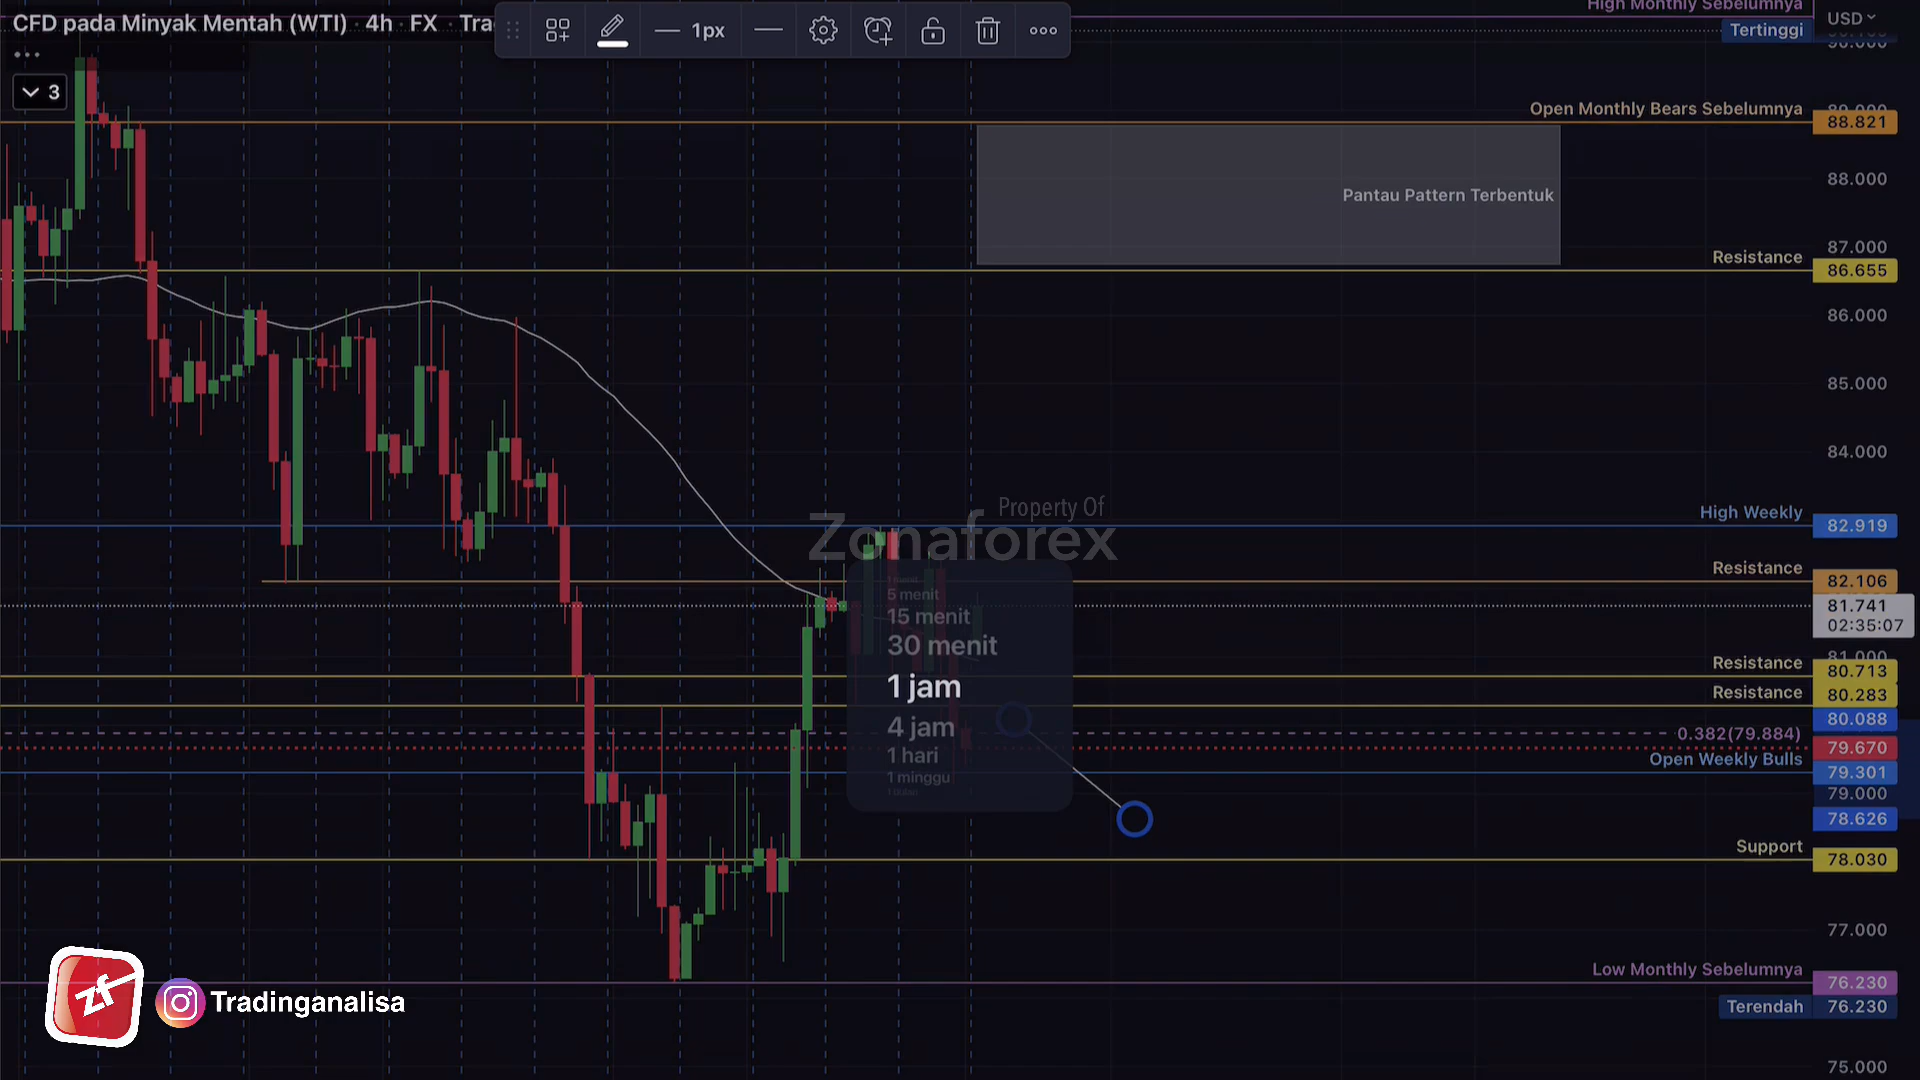 CFD pada Minyak Mentah (WTI) · 4h · FX · Tra
1px
3
High Monthly Sebelumnya
USD
Tertinggi
Open Monthly Bears Sebelumnya
88.821
Pantau Pattern Terbentuk
88.000
87.000
Resistance
86.655
86.000
85.000
84.000
Property Of
Zonaforex
High Weekly
82.919
Resistance
82.106
81.741
02:35:07
5 menit
15 menit
30 menit
1 jam
4 jam
1 hari
1 minggu
81.000
Resistance
80.713
Resistance
80.283
80.088
0.382(79.884)
79.670
Open Weekly Bulls
79.301
79.000
78.626
Support
78.030
77.000
Low Monthly Sebelumnya
76.230
Terendah
76.230
75.000
zf
Tradinganalisa